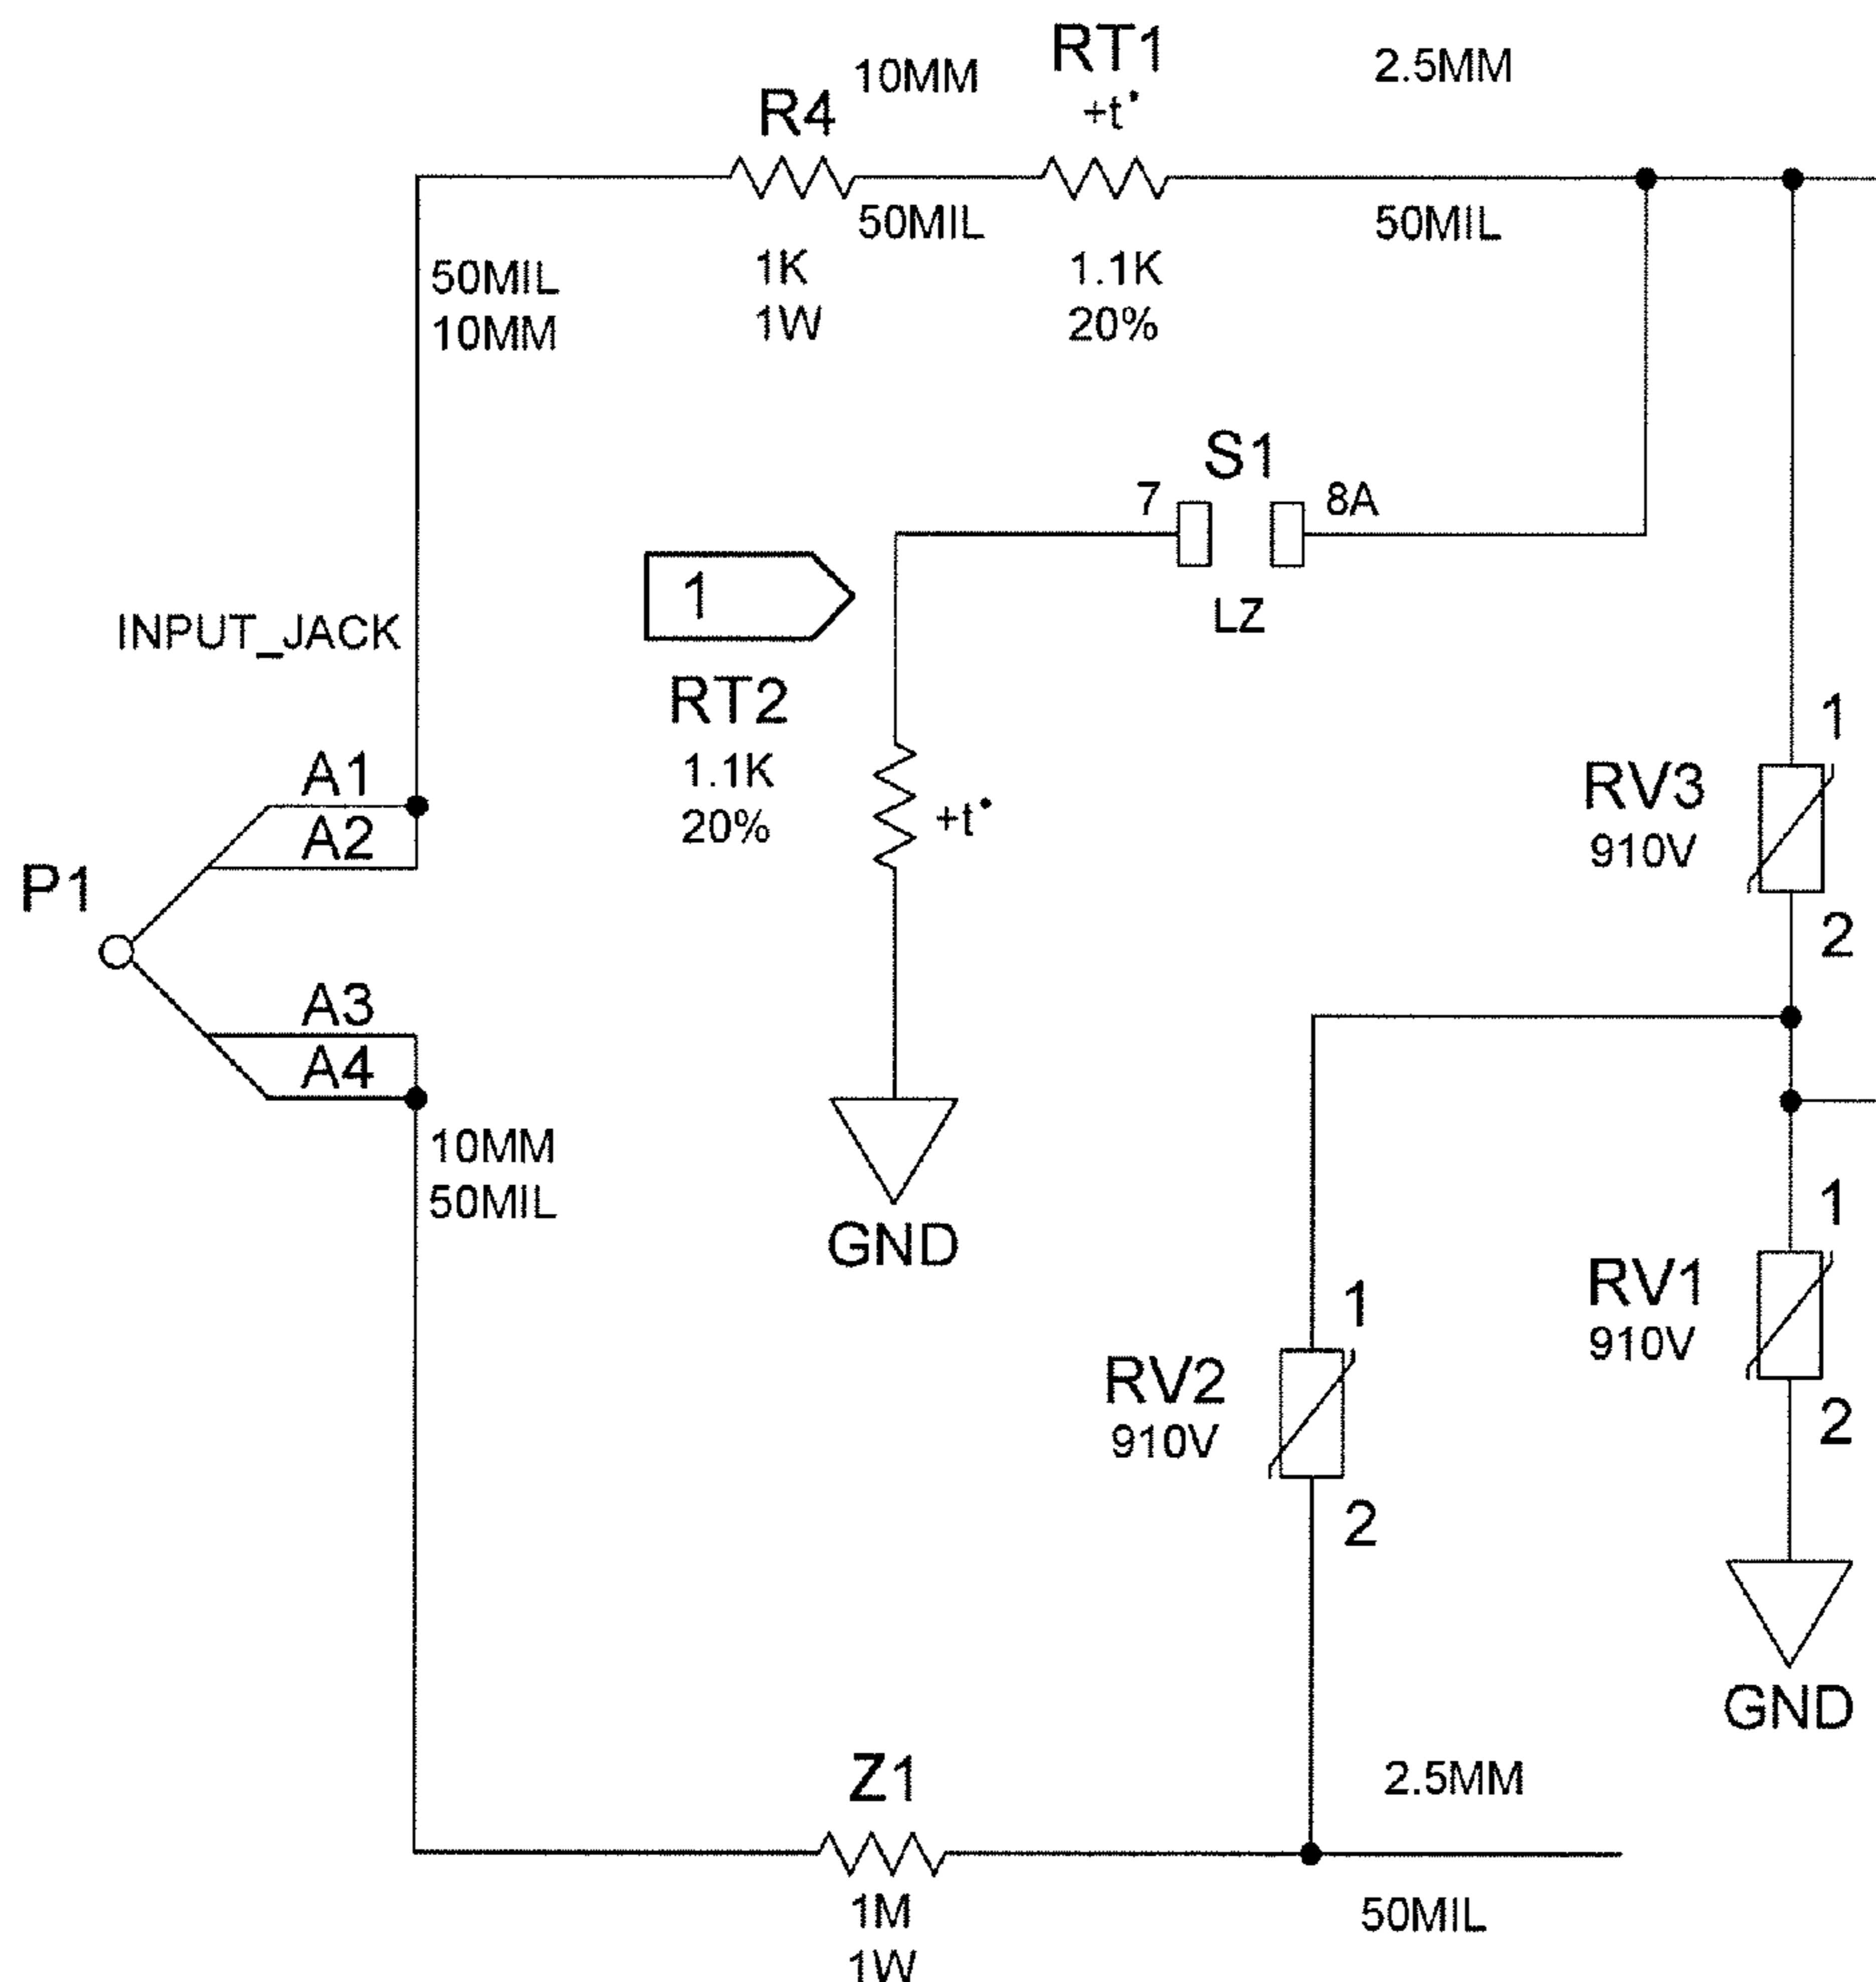 10MM
RT1
+t°
2.5MM
R4
50MIL
50MIL
1K
1W
1.1K
20%
50MIL
10MM
S1
7
8A
LZ
1
INPUT_JACK
RT2
1.1K
20%
+t°
1
RV3
910V
2
A1
A2
P1
A3
A4
10MM
50MIL
GND
1
RV1
910V
2
1
RV2
910V
2
GND
Z1
1M
1W
2.5MM
50MIL